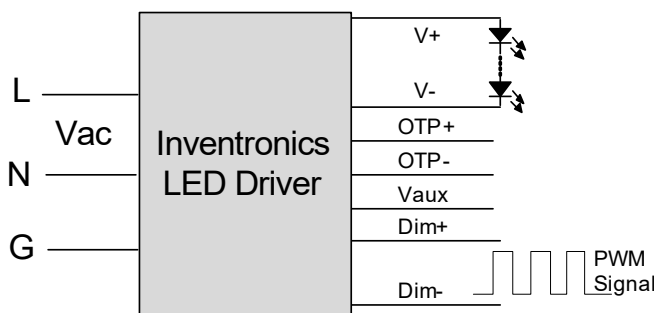 L
Vac
N
G
Inventronics
LED Driver
V+
V-
OTP+
OTP-
Vaux
Dim+
Dim-
PWM
Signal